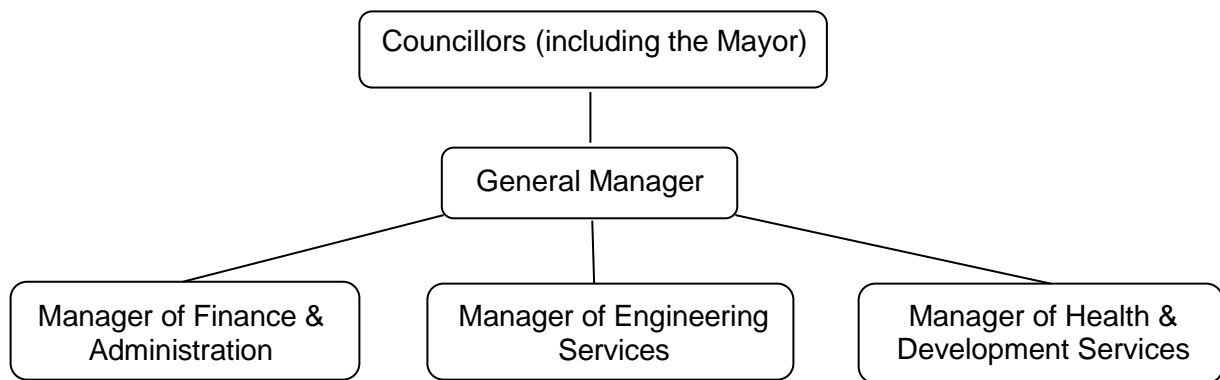 Councillors (including the Mayor)
General Manager
Manager of Finance &
Administration
Manager of Engineering
Services
Manager of Health &
Development Services